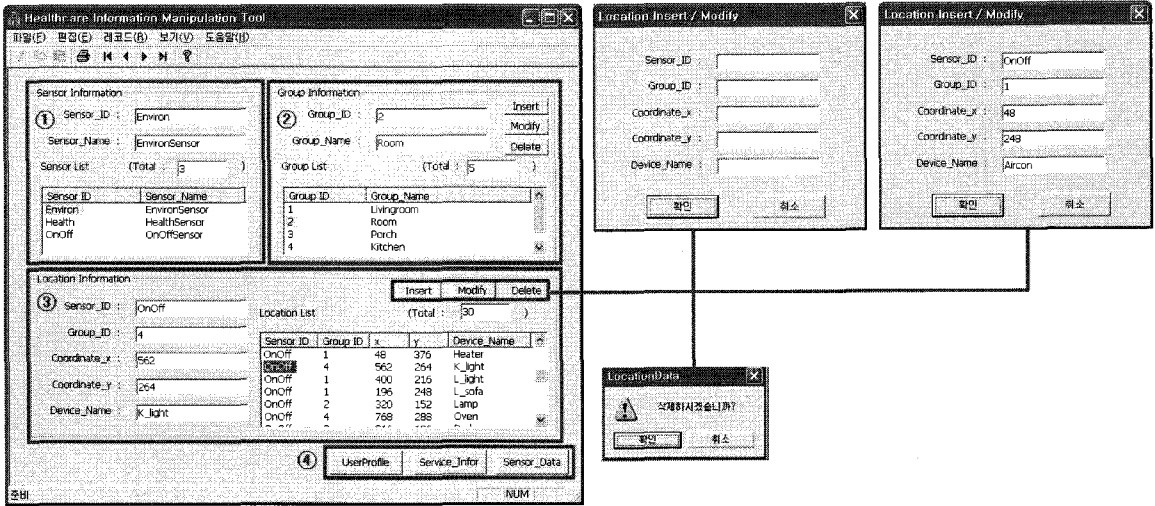 Healthcare Information Manipulation Tool
파일(F) 편집(E) 레코드(R) 보기(V) 도움말(H)
Sensor Information
① Sensor_ID : Environ
Sensor_Name : EnvironSensor
Sensor List (Total : 3 )
Sensor ID Sensor_Name
Environ EnvironSensor
Health HealthSensor
OnOff OnOffSensor
Group Information
② Group_ID : 2
Group_Name : Room
Insert
Modify
Delete
Group List (Total : 5 )
Group ID Group_Name
1 Livingroom
2 Room
3 Porch
4 Kitchen
Location Information
Insert Modify Delete
③ Sensor_ID : OnOff
Group_ID : 4
Coordinate_x : 562
Coordinate_y : 264
Device_Name : K_light
Location List (Total : 30 )
Sensor ID Group ID x y Device_Name
OnOff 1 48 376 Heater
OnOff 4 562 264 K_light
OnOff 1 400 216 L_light
OnOff 1 196 248 L_sofa
OnOff 2 320 152 Lamp
OnOff 4 768 288 Oven
④ UserProfile Service_Infor Sensor_Data
준비 NUM
Location Insert / Modify
Sensor_ID :
Group_ID :
Coordinate_x :
Coordinate_y :
Device_Name :
확인 취소
Location Insert / Modify
Sensor_ID : OnOff
Group_ID : 1
Coordinate_x : 48
Coordinate_y : 248
Device_Name : Aircon
확인 취소
LocationData
삭제하시겠습니까?
확인 취소